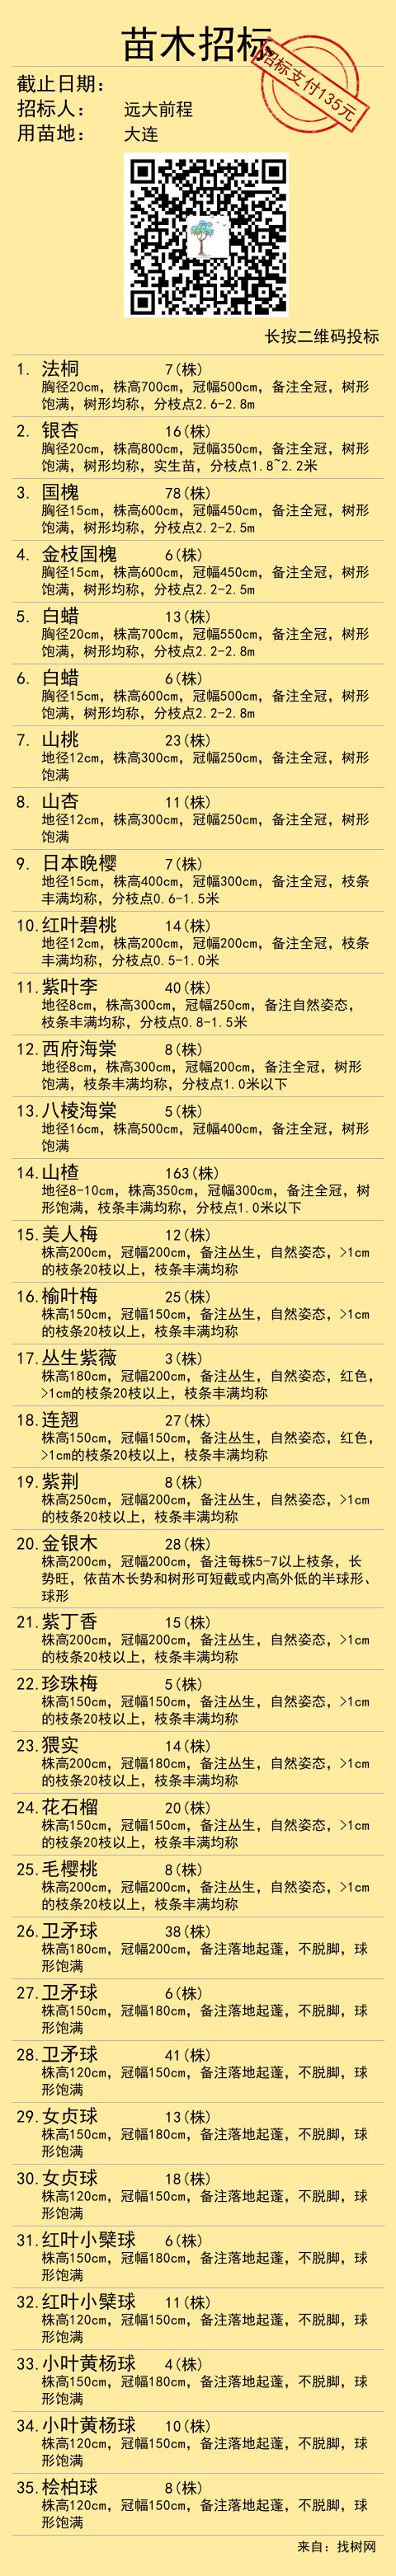 苗木招标
招标支付135元
截止日期：
招标人： 远大前程
用苗地： 大连
长按二维码投标
1. 法桐 7(株)
胸径20cm，株高700cm，冠幅500cm，备注全冠，树形
饱满，树形均称，分枝点2.6-2.8m
2. 银杏 16(株)
胸径20cm，株高800cm，冠幅350cm，备注全冠，树形
饱满，树形均称，实生苗，分枝点1.8~2.2米
3. 国槐 78(株)
胸径15cm，株高600cm，冠幅450cm，备注全冠，树形
饱满，树形均称，分枝点2.2-2.5m
4. 金枝国槐 6(株)
胸径15cm，株高600cm，冠幅450cm，备注全冠，树形
饱满，树形均称，分枝点2.2-2.5m
5. 白蜡 13(株)
胸径20cm，株高700cm，冠幅550cm，备注全冠，树形
饱满，树形均称，分枝点2.2-2.8m
6. 白蜡 6(株)
胸径15cm，株高600cm，冠幅500cm，备注全冠，树形
饱满，树形均称，分枝点2.2-2.8m
7. 山桃 23(株)
地径12cm，株高300cm，冠幅250cm，备注全冠，树形
饱满
8. 山杏 11(株)
地径12cm，株高300cm，冠幅250cm，备注全冠，树形
饱满
9. 日本晚樱 7(株)
地径15cm，株高400cm，冠幅300cm，备注全冠，枝条
丰满均称，分枝点0.6-1.5米
10. 红叶碧桃 14(株)
地径12cm，株高200cm，冠幅200cm，备注全冠，枝条
丰满均称，分枝点0.5-1.0米
11. 紫叶李 40(株)
地径8cm，株高300cm，冠幅250cm，备注自然姿态，
枝条丰满均称，分枝点0.8-1.5米
12. 西府海棠 8(株)
地径8cm，株高300cm，冠幅200cm，备注全冠，树形
饱满，枝条丰满均称，分枝点1.0米以下
13. 八棱海棠 5(株)
地径16cm，株高500cm，冠幅400cm，备注全冠，树形
饱满
14. 山楂 163(株)
地径8-10cm，株高350cm，冠幅300cm，备注全冠，树
形饱满，枝条丰满均称，分枝点1.0米以下
15. 美人梅 12(株)
株高200cm，冠幅200cm，备注丛生，自然姿态，>1cm
的枝条20枝以上，枝条丰满均称
16. 榆叶梅 25(株)
株高150cm，冠幅150cm，备注丛生，自然姿态，>1cm
的枝条20枝以上，枝条丰满均称
17. 丛生紫薇 3(株)
株高180cm，冠幅200cm，备注丛生，自然姿态，红色，
>1cm的枝条20枝以上，枝条丰满均称
18. 连翘 27(株)
株高150cm，冠幅150cm，备注丛生，自然姿态，红色，
>1cm的枝条20枝以上，枝条丰满均称
19. 紫荆 8(株)
株高250cm，冠幅200cm，备注丛生，自然姿态，>1cm
的枝条20枝以上，枝条丰满均称
20. 金银木 28(株)
株高200cm，冠幅200cm，备注每株5-7以上枝条，长
势旺，依苗木长势和树形可短截或内高外低的半球形、
球形
21. 紫丁香 15(株)
株高200cm，冠幅200cm，备注丛生，自然姿态，>1cm
的枝条20枝以上，枝条丰满均称
22. 珍珠梅 5(株)
株高150cm，冠幅150cm，备注丛生，自然姿态，>1cm
的枝条20枝以上，枝条丰满均称
23. 猥实 14(株)
株高200cm，冠幅180cm，备注丛生，自然姿态，>1cm
的枝条20枝以上，枝条丰满均称
24. 花石榴 20(株)
株高150cm，冠幅150cm，备注丛生，自然姿态，>1cm
的枝条20枝以上，枝条丰满均称
25. 毛樱桃 8(株)
株高200cm，冠幅200cm，备注丛生，自然姿态，>1cm
的枝条20枝以上，枝条丰满均称
26. 卫矛球 38(株)
株高180cm，冠幅200cm，备注落地起蓬，不脱脚，球
形饱满
27. 卫矛球 6(株)
株高150cm，冠幅180cm，备注落地起蓬，不脱脚，球
形饱满
28. 卫矛球 41(株)
株高120cm，冠幅150cm，备注落地起蓬，不脱脚，球
形饱满
29. 女贞球 13(株)
株高150cm，冠幅180cm，备注落地起蓬，不脱脚，球
形饱满
30. 女贞球 18(株)
株高120cm，冠幅150cm，备注落地起蓬，不脱脚，球
形饱满
31. 红叶小檗球 6(株)
株高150cm，冠幅180cm，备注落地起蓬，不脱脚，球
形饱满
32. 红叶小檗球 11(株)
株高120cm，冠幅150cm，备注落地起蓬，不脱脚，球
形饱满
33. 小叶黄杨球 4(株)
株高150cm，冠幅180cm，备注落地起蓬，不脱脚，球
形饱满
34. 小叶黄杨球 10(株)
株高120cm，冠幅150cm，备注落地起蓬，不脱脚，球
形饱满
35. 桧柏球 8(株)
株高120cm，冠幅150cm，备注落地起蓬，不脱脚，球
形饱满
来自：找树网